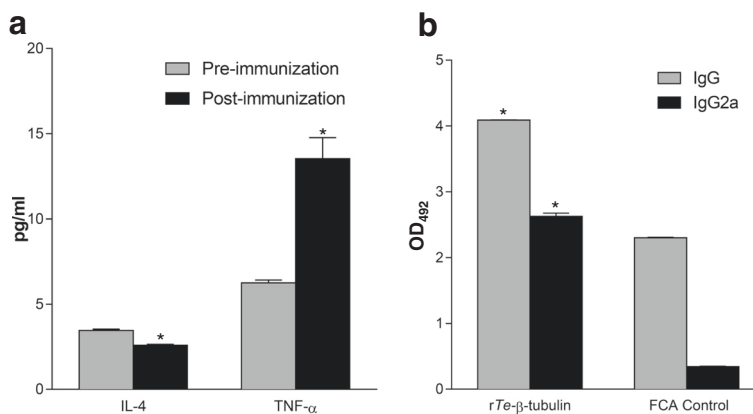 a
Pre-immunization
Post-immunization
pg/ml
20
15
10
5
0
*
*
IL-4
TNF-α
b
IgG
IgG2a
OD492
5
4
3
2
1
0
*
*
rTe-β-tubulin
FCA Control